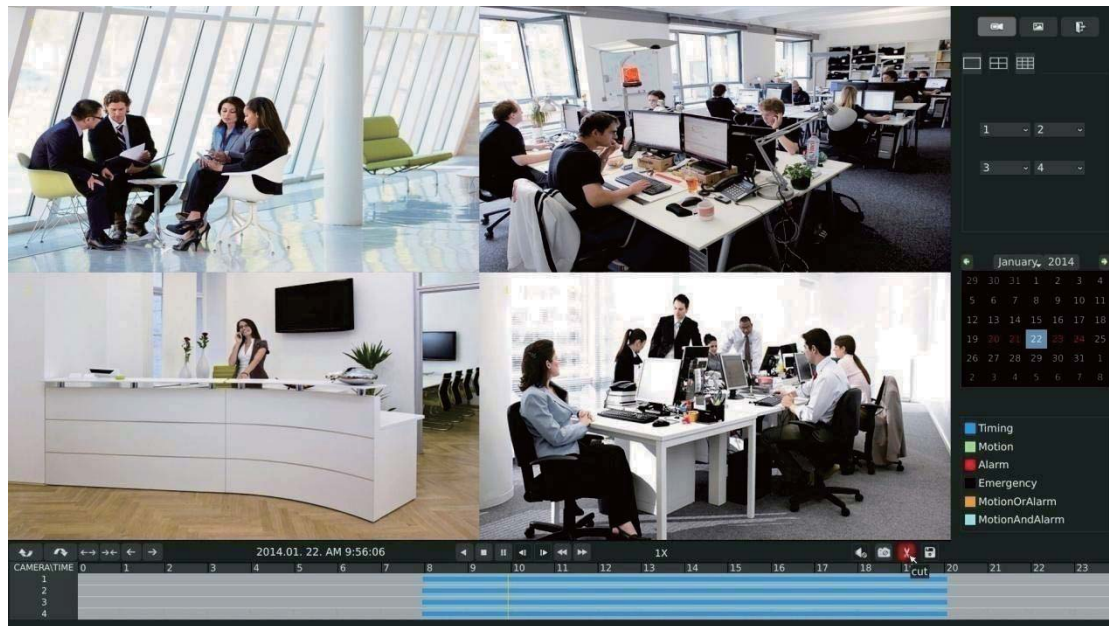 1 2
3 4
January, 2014
29 30 31 1 2 3 4
5 6 7 8 9 10 11
12 13 14 15 16 17 18
19 20 21 22 23 24 25
26 27 28 29 30 31 1
2 3 4 5 6 7 8
Timing
Motion
Alarm
Emergency
MotionOrAlarm
MotionAndAlarm
2014.01. 22. AM 9:56:06
1X
cut
CAMERA\TIME 0 1 2 3 4 5 6 7 8 9 10 11 12 13 14 15 16 17 18 19 20 21 22 23
1
2
3
4